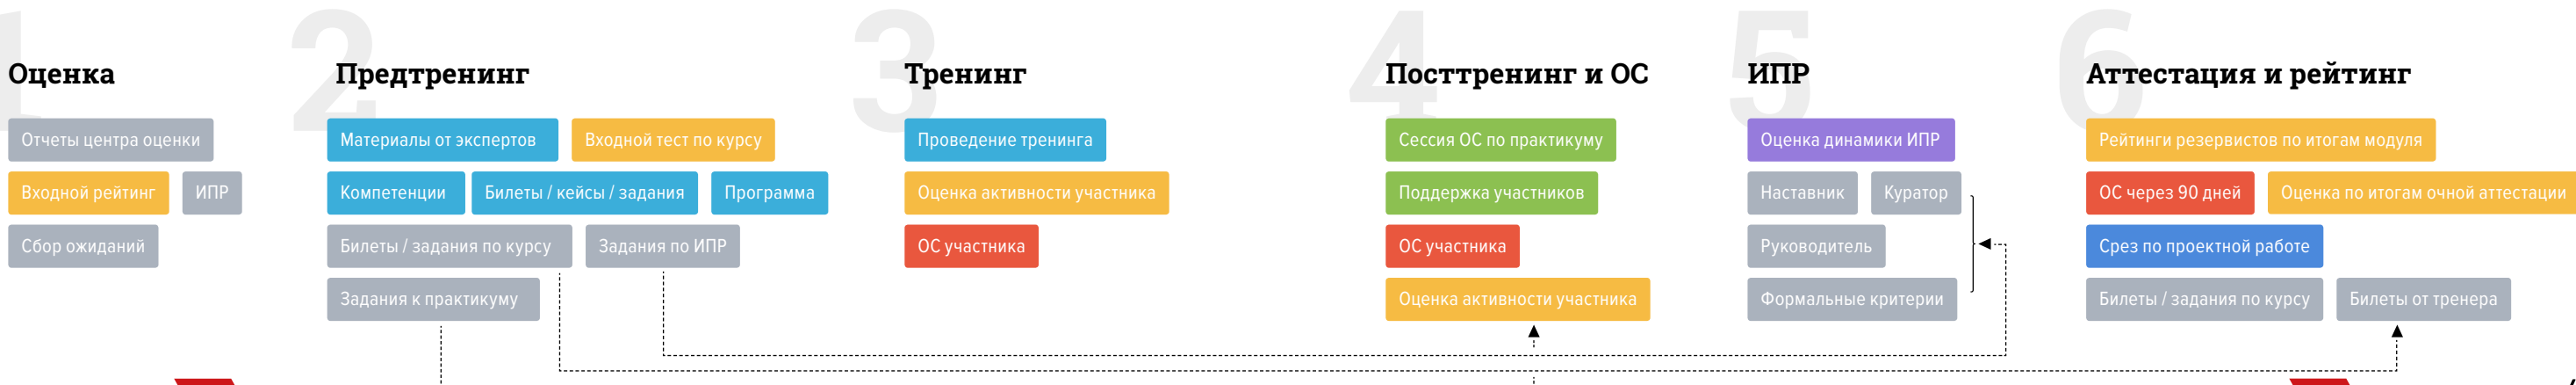 1
Оценка
Отчеты центра оценки
Входной рейтинг ИПР
Сбор ожиданий
2
Предтренинг
Материалы от экспертов Входной тест по курсу
Компетенции Билеты / кейсы / задания Программа
Билеты / задания по курсу Задания по ИПР
Задания к практикуму
3
Тренинг
Проведение тренинга
Оценка активности участника
ОС участника
4
Посттренинг и ОС
Сессия ОС по практикуму
Поддержка участников
ОС участника
Оценка активности участника
5
ИПР
Оценка динамики ИПР
Наставник Куратор
Руководитель
Формальные критерии
6
Аттестация и рейтинг
Рейтинги резервистов по итогам модуля
ОС через 90 дней Оценка по итогам очной аттестации
Срез по проектной работе
Билеты / задания по курсу Билеты от тренера